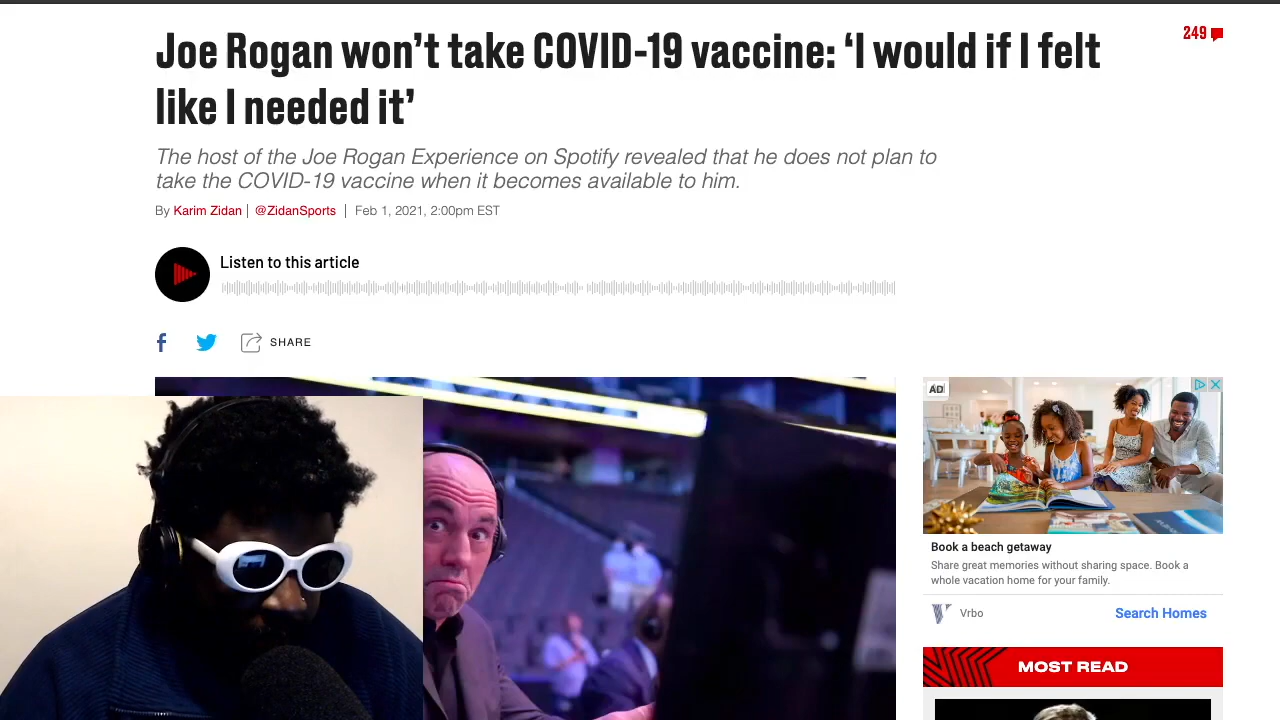 Joe Rogan won’t take COVID-19 vaccine: ‘I would if I felt
like I needed it’
249
The host of the Joe Rogan Experience on Spotify revealed that he does not plan to
take the COVID-19 vaccine when it becomes available to him.
By Karim Zidan | @ZidanSports | Feb 1, 2021, 2:00pm EST
Listen to this article
SHARE
AD
Book a beach getaway
Share great memories without sharing space. Book a
whole vacation home for your family.
Vrbo
Search Homes
MOST READ